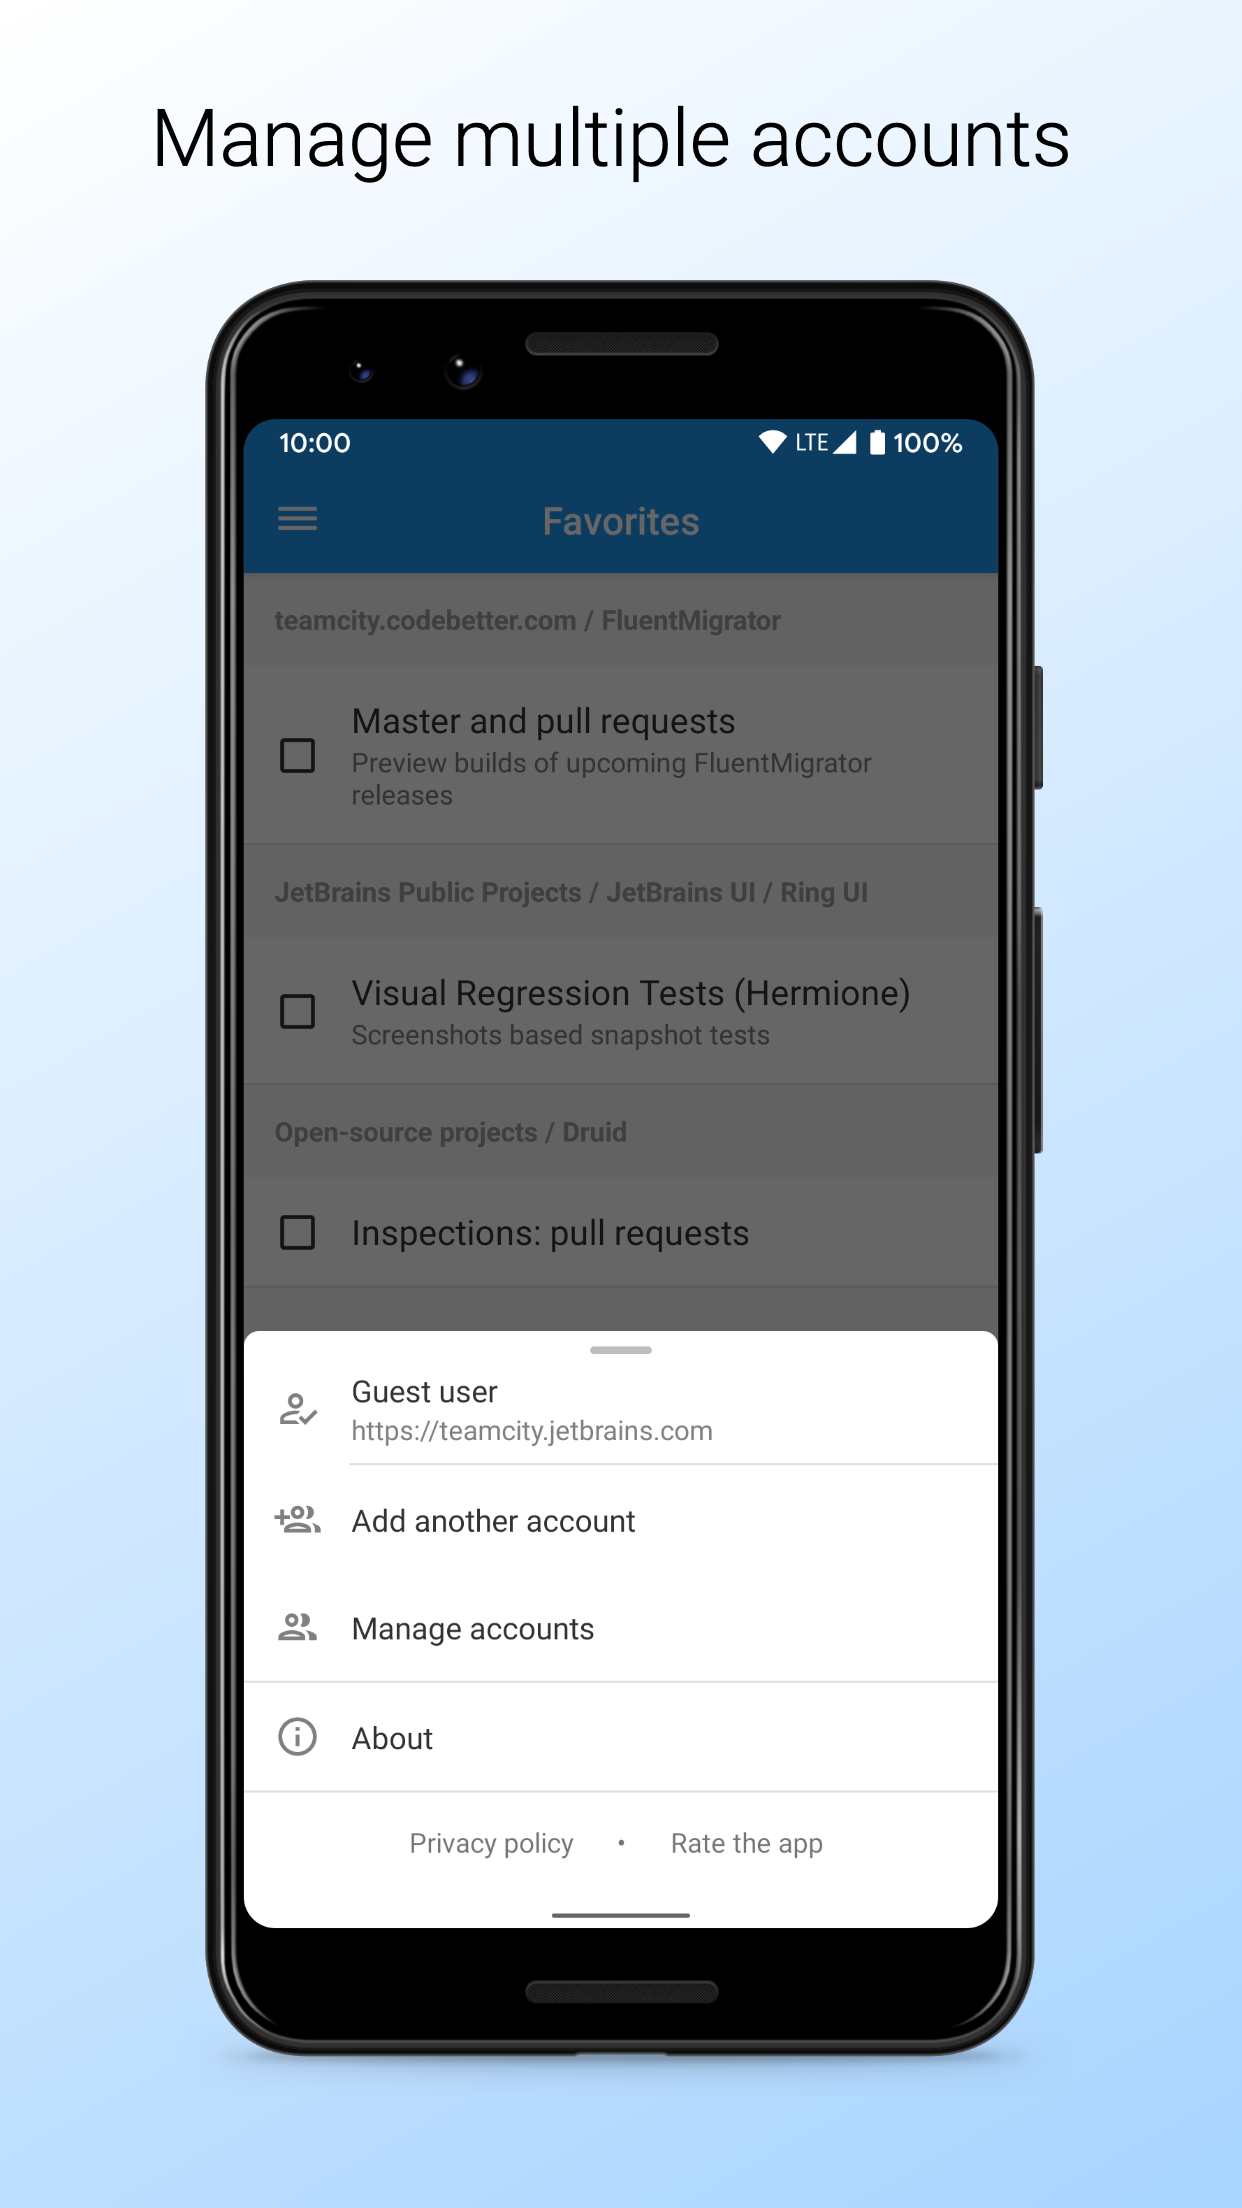 Manage multiple accounts
10:00
LTE
100%
Favorites
teamcity.codebetter.com / FluentMigrator
Master and pull requests
Preview builds of upcoming FluentMigrator
releases
JetBrains Public Projects / JetBrains UI / Ring UI
Visual Regression Tests (Hermione)
Screenshots based snapshot tests
Open-source projects / Druid
Inspections: pull requests
Guest user
https://teamcity.jetbrains.com
Add another account
Manage accounts
About
Privacy policy • Rate the app